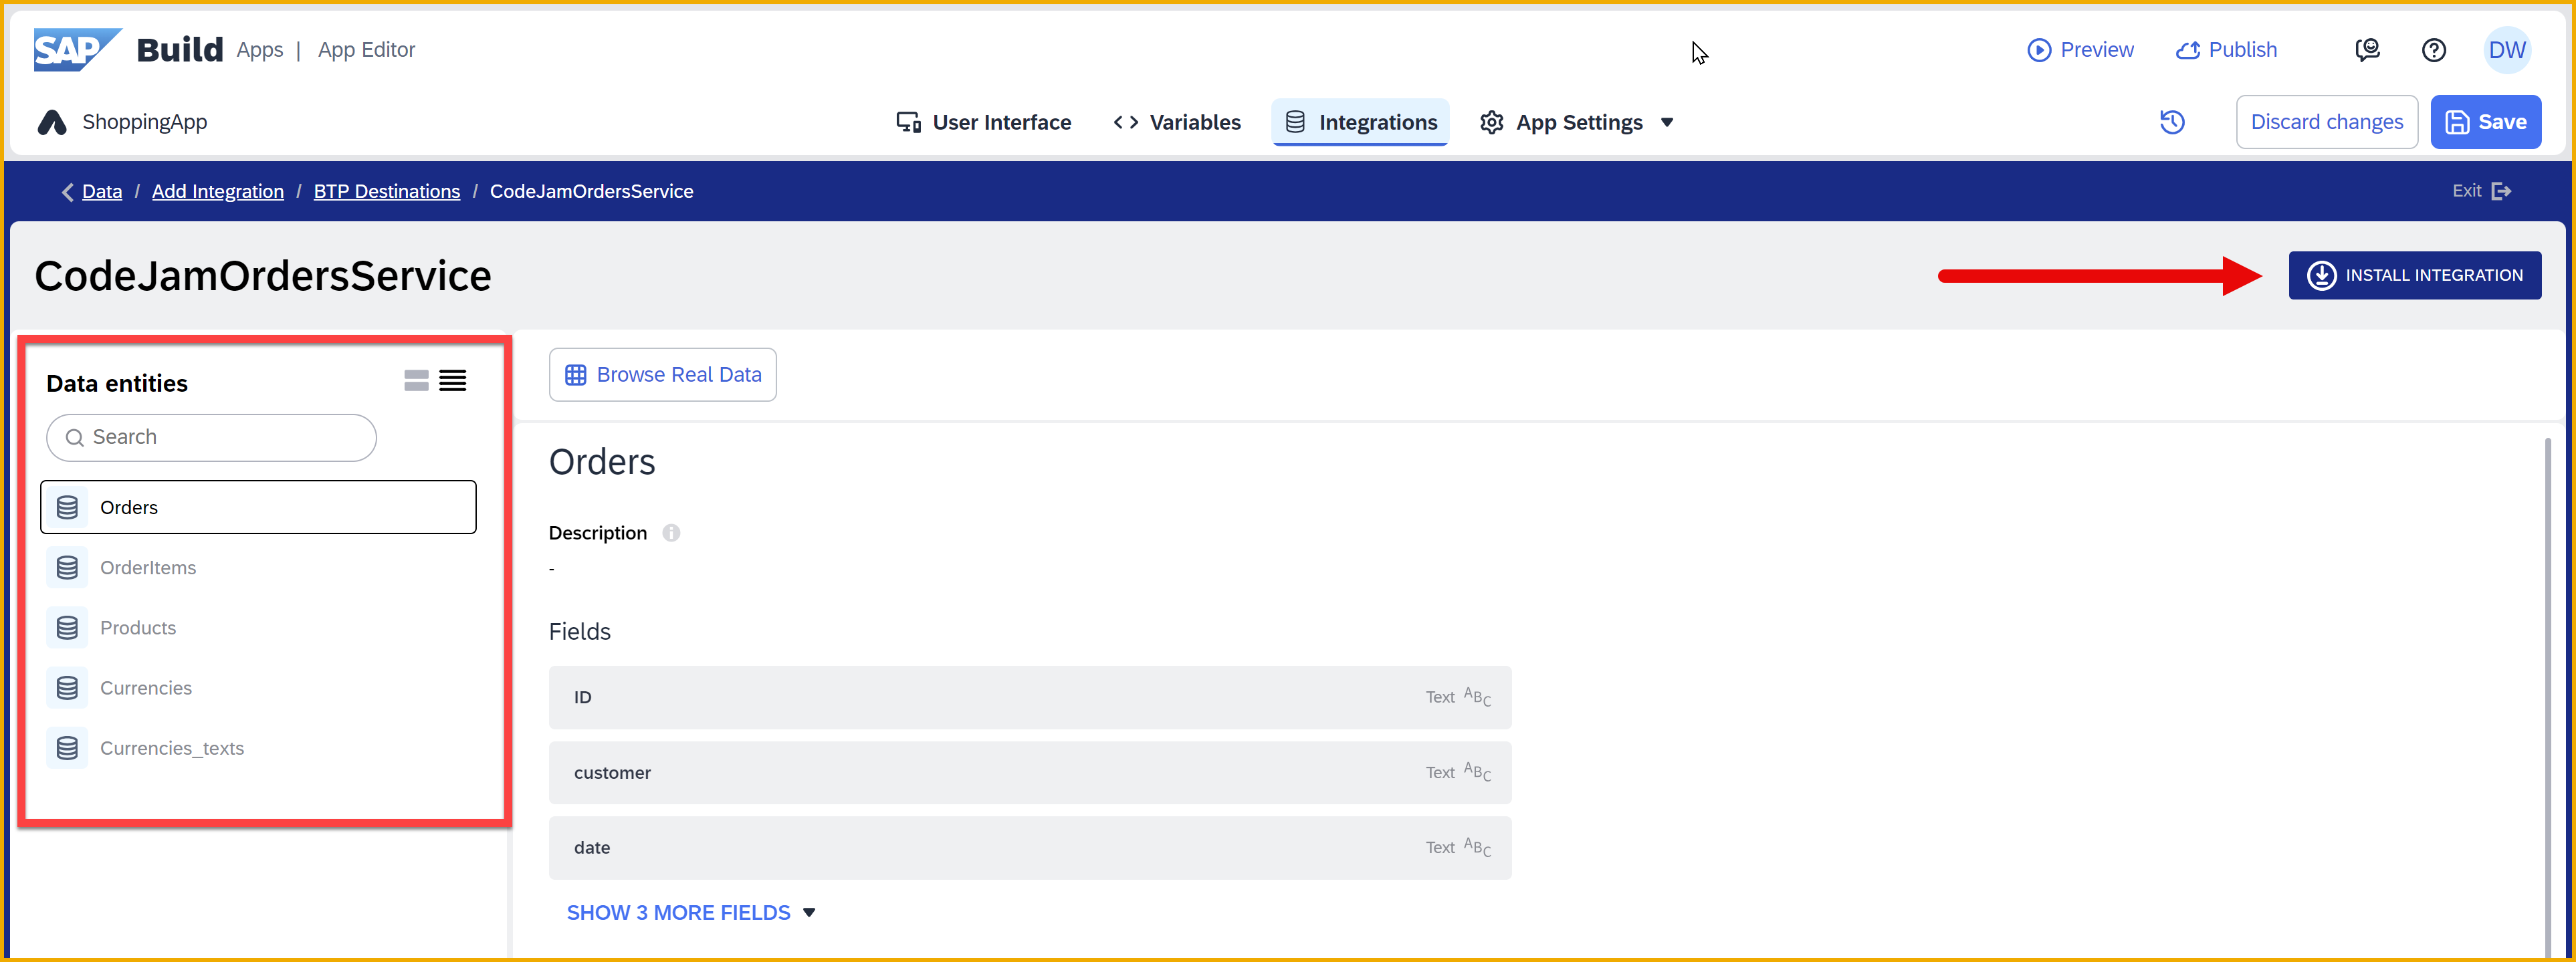 SAP Build Apps | App Editor Preview Publish DW
ShoppingApp User Interface <> Variables Integrations App Settings Discard changes Save
Data / Add Integration / BTP Destinations / CodeJamOrdersService Exit
CodeJamOrdersService INSTALL INTEGRATION
Data entities
Search
Orders
OrderItems
Products
Currencies
Currencies_texts
Browse Real Data
Orders
Description
-
Fields
ID Text ABC
customer Text ABC
date Text ABC
SHOW 3 MORE FIELDS